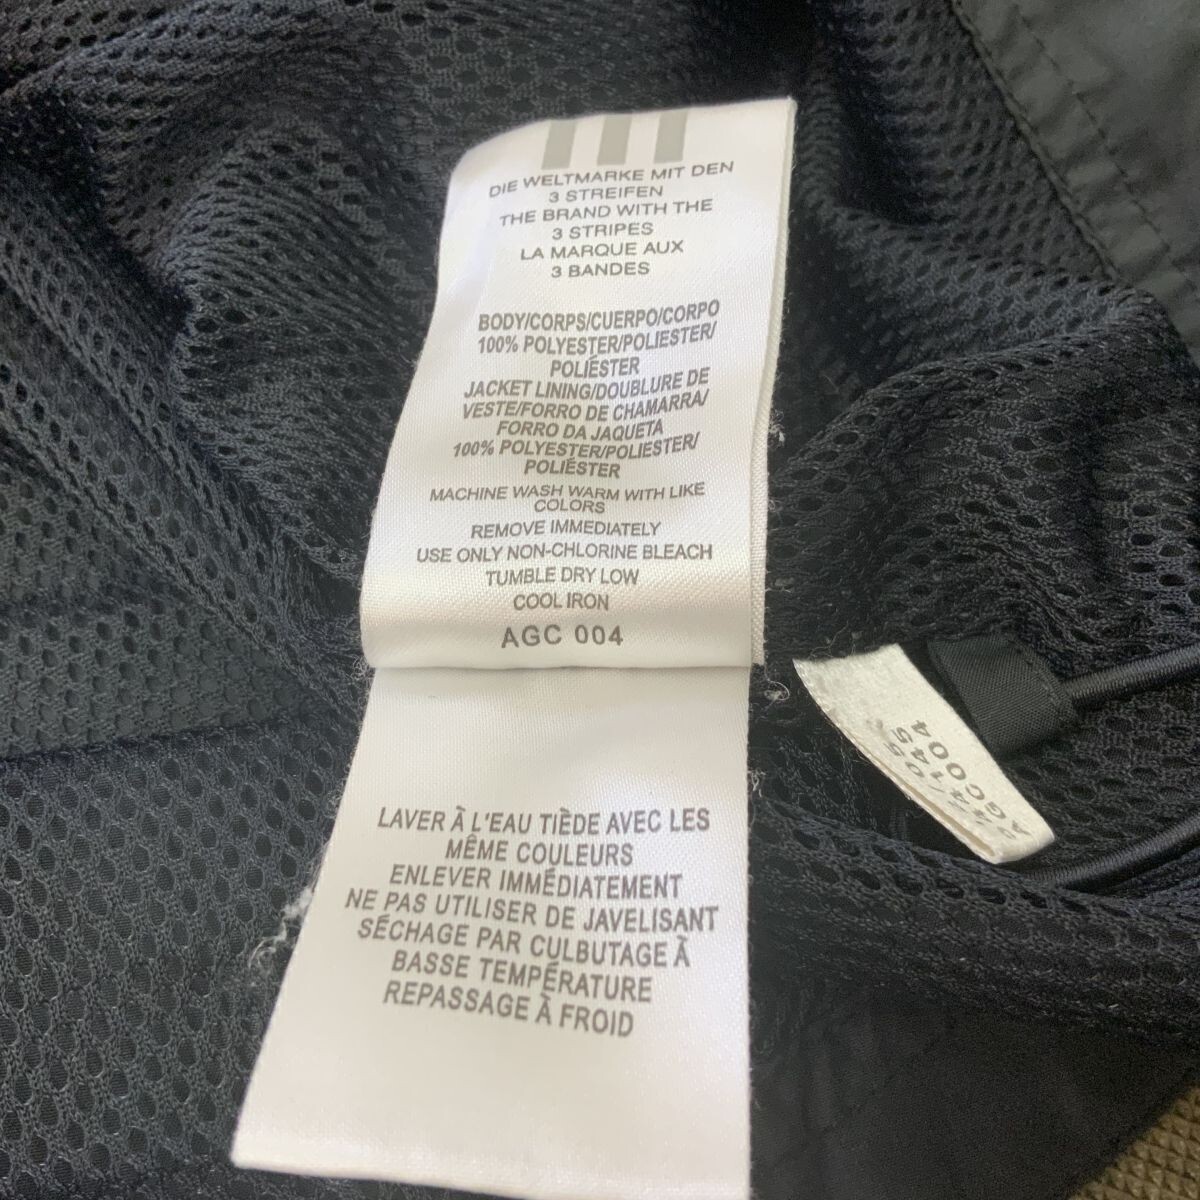 DIE WELTMARKE MIT DEN
3 STREIFEN
THE BRAND WITH THE
3 STRIPES
LA MARQUE AUX
3 BANDES
BODY/CORPS/CUERPO/CORPO
100% POLYESTER/POLIESTER/
POLIÉSTER
JACKET LINING/DOUBLURE DE
VESTE/FORRO DE CHAMARRA/
FORRO DA JAQUETA
100% POLYESTER/POLIESTER/
POLIÉSTER
MACHINE WASH WARM WITH LIKE
COLORS
REMOVE IMMEDIATELY
USE ONLY NON-CHLORINE BLEACH
TUMBLE DRY LOW
COOL IRON
AGC 004
LAVER À L'EAU TIÈDE AVEC LES
MÊME COULEURS
ENLEVER IMMÉDIATEMENT
NE PAS UTILISER DE JAVELISANT
SÉCHAGE PAR CULBUTAGE À
BASSE TEMPÉRATURE
REPASSAGE À FROID
AGC004